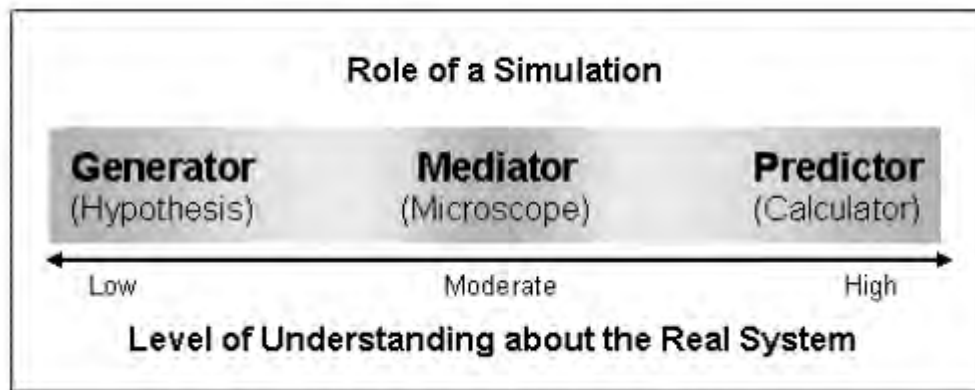 Role of a Simulation
Generator Mediator Predictor
(Hypothesis) (Microscope) (Calculator)
Low Moderate High
Level of Understanding about the Real System